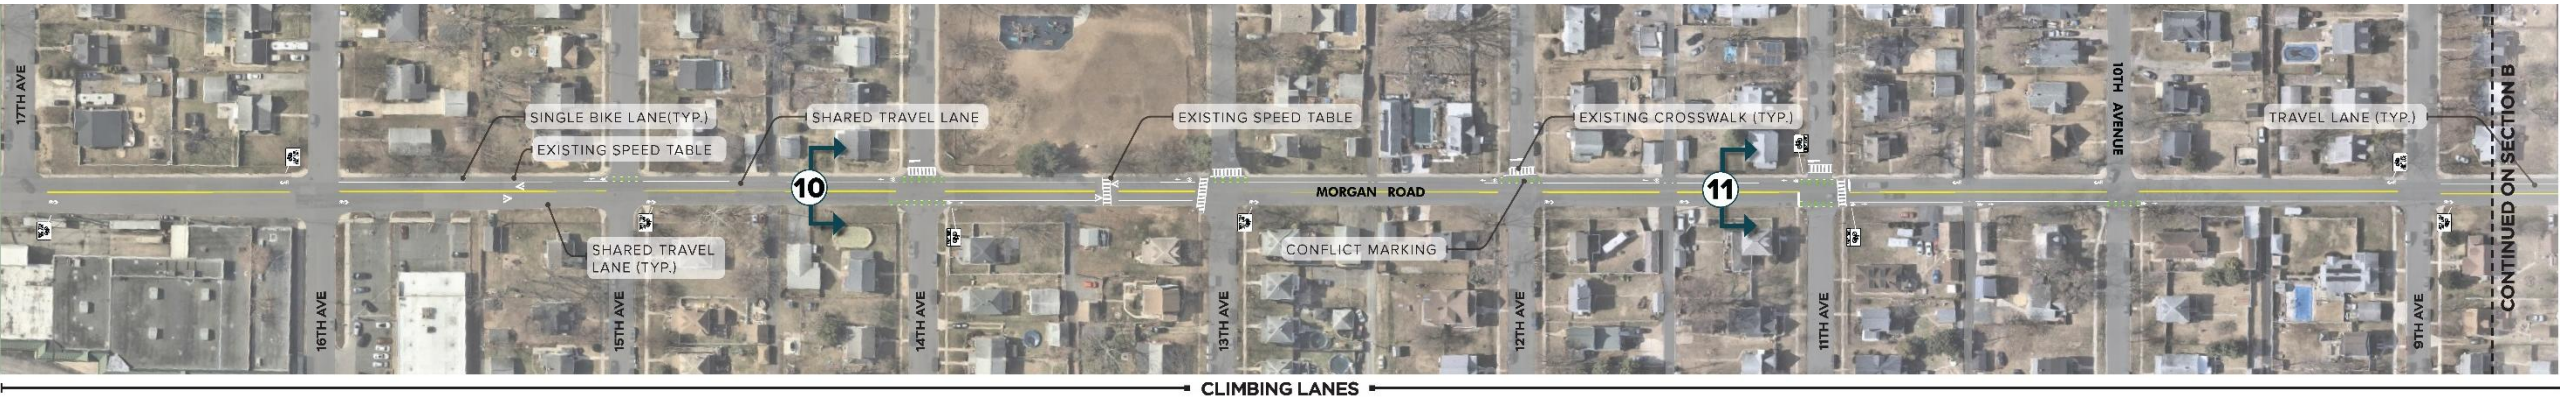 17TH AVE
SINGLE BIKE LANE(TYP.)
EXISTING SPEED TABLE
SHARED TRAVEL LANE
EXISTING SPEED TABLE
EXISTING CROSSWALK (TYP.)
10TH AVENUE
TRAVEL LANE (TYP.)
10
MORGAN ROAD
11
CONTINUED ON SECTION B
SHARED TRAVEL
LANE (TYP.)
CONFLICT MARKING
16TH AVE
15TH AVE
14TH AVE
13TH AVE
12TH AVE
11TH AVE
9TH AVE
CLIMBING LANES